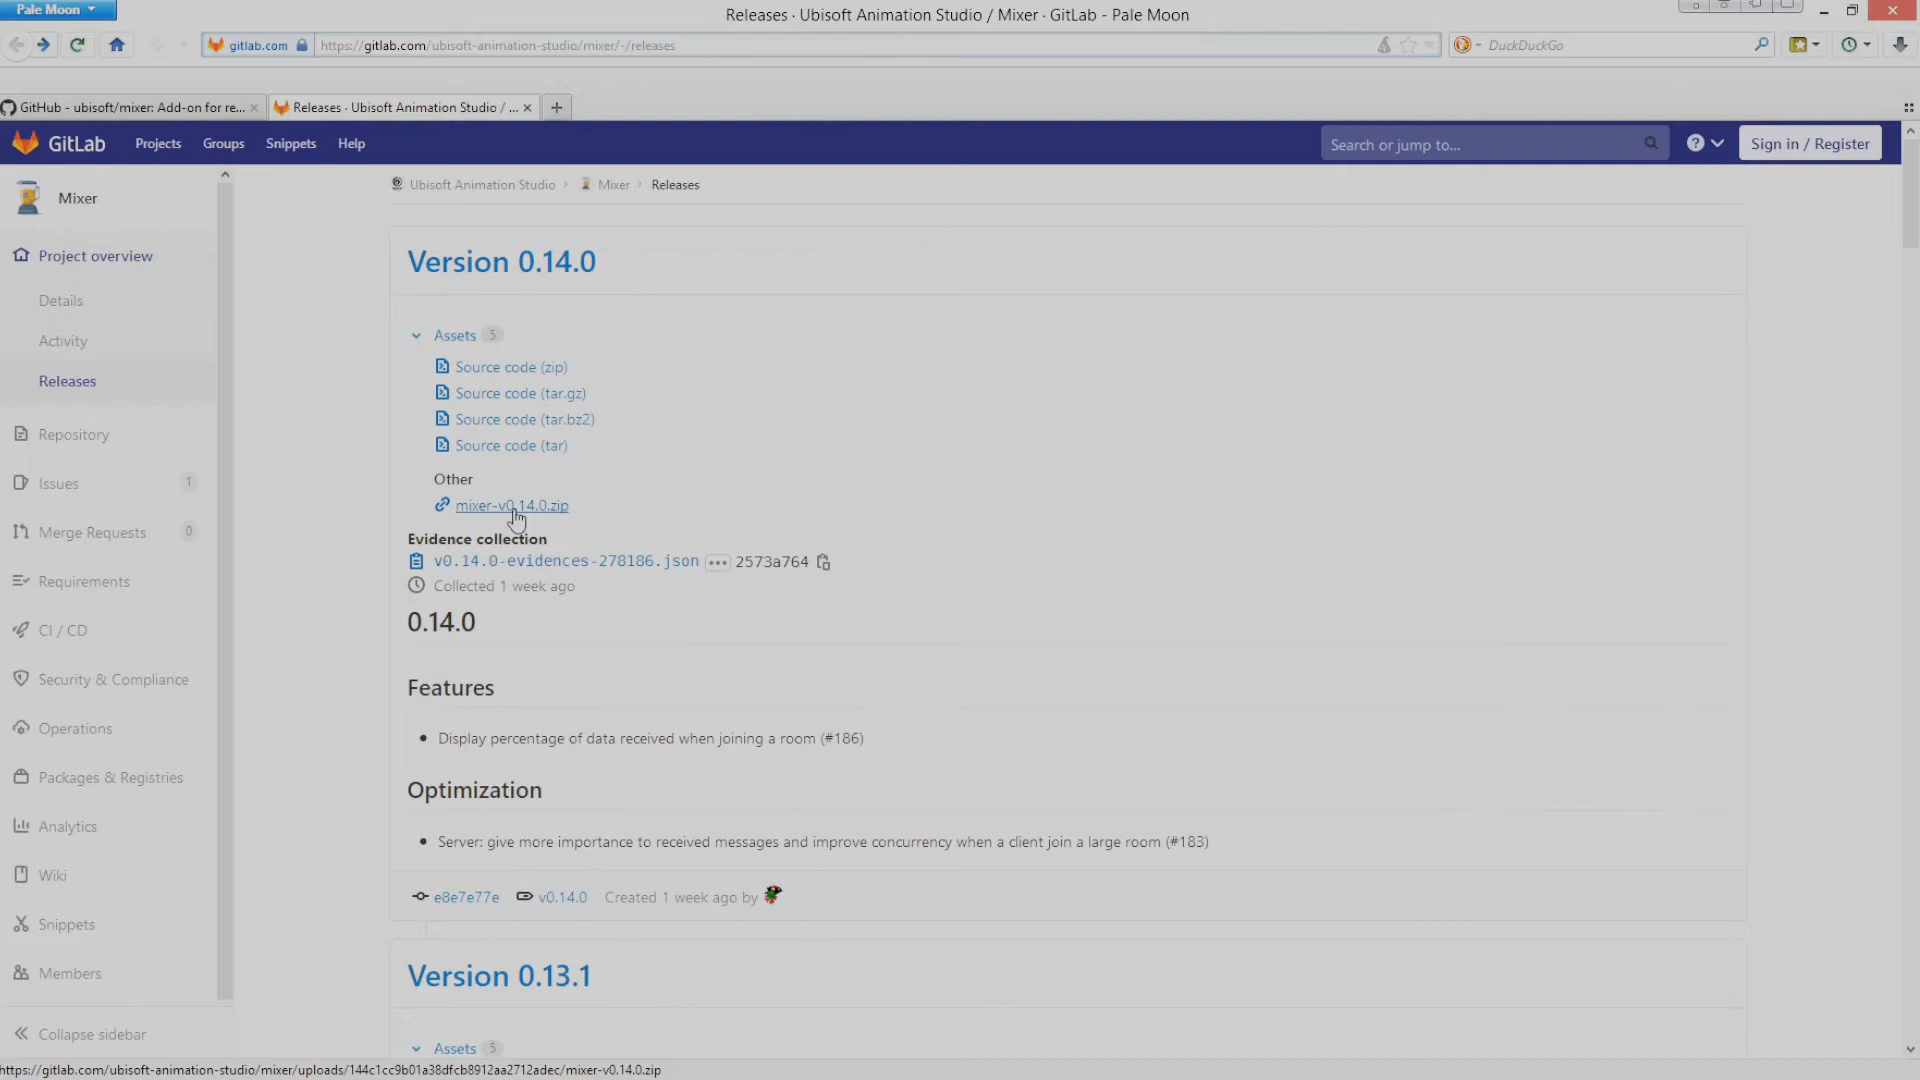 Pale Moon
Releases · Ubisoft Animation Studio / Mixer · GitLab - Pale Moon
gitlab.com
https://gitlab.com/ubisoft-animation-studio/mixer/-/releases
DuckDuckGo
GitHub - ubisoft/mixer: Add-on for re...
Releases · Ubisoft Animation Studio / ...
GitLab
Projects
Groups
Snippets
Help
Search or jump to...
Sign in / Register
Mixer
Project overview
Details
Activity
Releases
Repository
Issues 1
Merge Requests 0
Requirements
CI / CD
Security & Compliance
Operations
Packages & Registries
Analytics
Wiki
Snippets
Members
Collapse sidebar
Ubisoft Animation Studio > Mixer > Releases
Version 0.14.0
Assets 5
Source code (zip)
Source code (tar.gz)
Source code (tar.bz2)
Source code (tar)
Other
mixer-v0.14.0.zip
Evidence collection
v0.14.0-evidences-278186.json ... 2573a764
Collected 1 week ago
0.14.0
Features
• Display percentage of data received when joining a room (#186)
Optimization
• Server: give more importance to received messages and improve concurrency when a client join a large room (#183)
e8e7e77e v0.14.0 Created 1 week ago by
Version 0.13.1
Assets 5
https://gitlab.com/ubisoft-animation-studio/mixer/uploads/144c1cc9b01a38dfcb8912aa2712adec/mixer-v0.14.0.zip